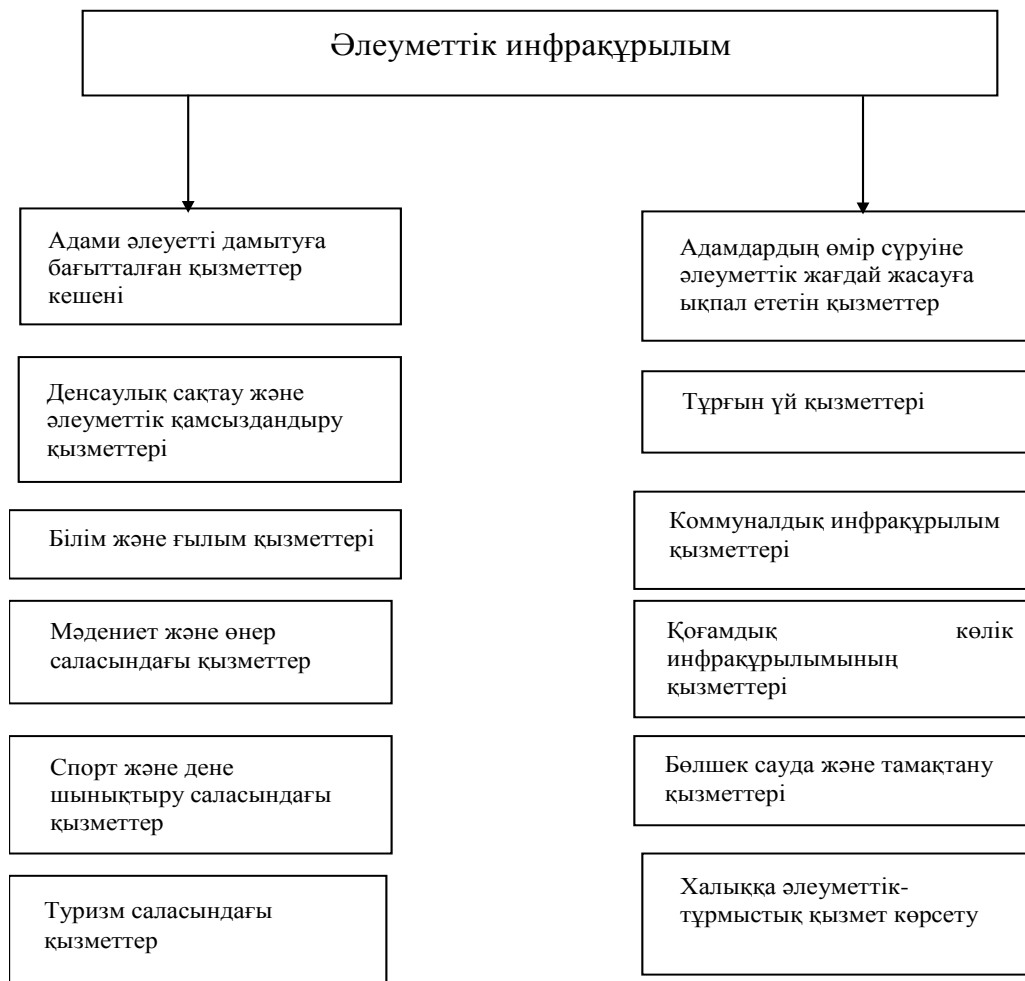 Әлеуметтік инфрақұрылым
Адами әлеуетті дамытуға
бағытталған қызметтер
кешені
Денсаулық сақтау және
әлеуметтік қамсыздандыру
қызметтері
Білім және ғылым қызметтері
Мәдениет және өнер
саласындағы қызметтер
Спорт және дене
шынықтыру саласындағы
қызметтер
Туризм саласындағы
қызметтер
Адамдардың өмір сүруіне
әлеуметтік жағдай жасауға
ықпал ететін қызметтер
Тұрғын үй қызметтері
Коммуналдық инфрақұрылым
қызметтері
Қоғамдық көлік
инфрақұрылымының
қызметтері
Бөлшек сауда және тамақтану
қызметтері
Халыққа әлеуметтік-
тұрмыстық қызмет көрсету